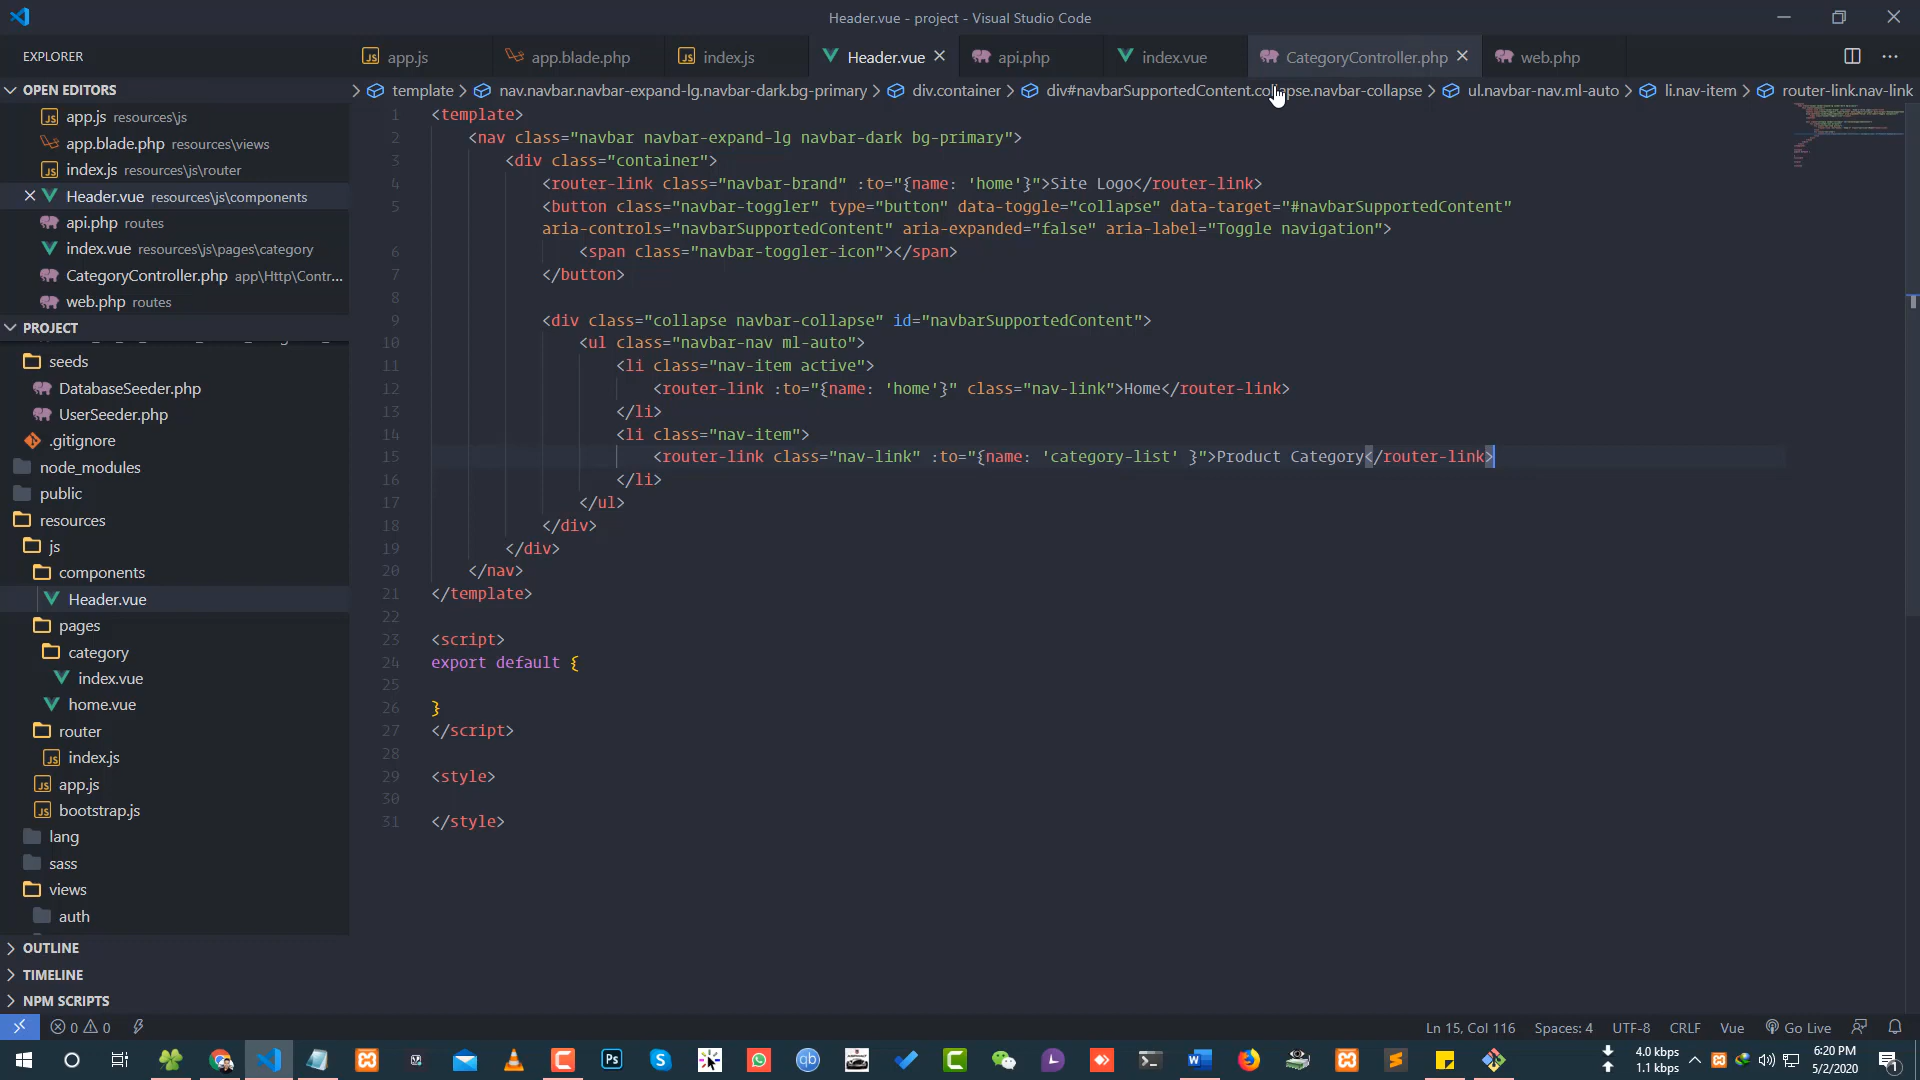 Header.vue - project - Visual Studio Code
EXPLORER
app.js
app.blade.php
index.js
Header.vue
api.php
index.vue
CategoryController.php
web.php
OPEN EDITORS
template
nav.navbar.navbar-expand-lg.navbar-dark.bg-primary
div.container
div#navbarSupportedContent.collapse.navbar-collapse
ul.navbar-nav.ml-auto
li.nav-item
router-link.nav-link
app.js resources\js
app.blade.php resources\views
index.js resources\js\router
Header.vue resources\js\components
api.php routes
index.vue resources\js\pages\category
CategoryController.php app\Http\Contr...
web.php routes
PROJECT
seeds
DatabaseSeeder.php
UserSeeder.php
.gitignore
node_modules
public
resources
js
components
Header.vue
pages
category
index.vue
home.vue
router
index.js
app.js
bootstrap.js
lang
sass
views
auth
OUTLINE
TIMELINE
NPM SCRIPTS
1 <template>
2 <nav class="navbar navbar-expand-lg navbar-dark bg-primary">
3 <div class="container">
4 <router-link class="navbar-brand" :to="{name: 'home'}">Site Logo</router-link>
5 <button class="navbar-toggler" type="button" data-toggle="collapse" data-target="#navbarSupportedContent"
aria-controls="navbarSupportedContent" aria-expanded="false" aria-label="Toggle navigation">
6 <span class="navbar-toggler-icon"></span>
7 </button>
8
9 <div class="collapse navbar-collapse" id="navbarSupportedContent">
10 <ul class="navbar-nav ml-auto">
11 <li class="nav-item active">
12 <router-link :to="{name: 'home'}" class="nav-link">Home</router-link>
13 </li>
14 <li class="nav-item">
15 <router-link class="nav-link" :to="{name: 'category-list' }">Product Category</router-link>
16 </li>
17 </ul>
18 </div>
19 </div>
20 </nav>
21 </template>
22
23 <script>
24 export default {
25
26 }
27 </script>
28
29 <style>
30
31 </style>
0 0
Ln 15, Col 116
Spaces: 4
UTF-8
CRLF
Vue
Go Live
4.0 kbps
1.1 kbps
6:20 PM
5/2/2020
1